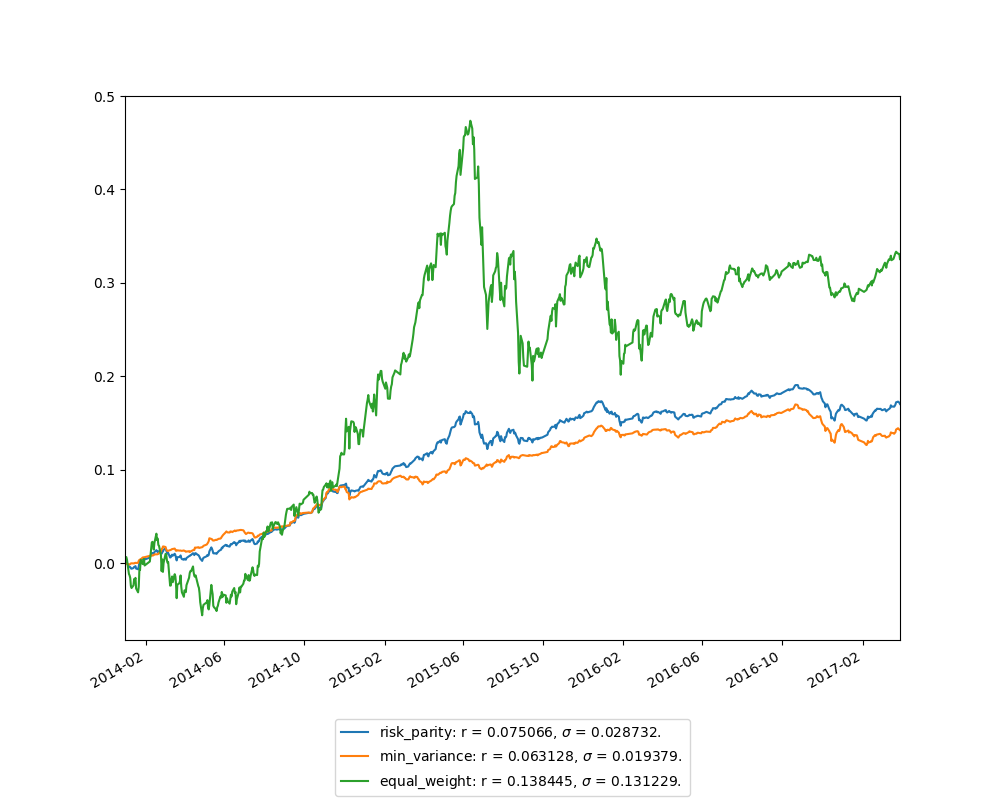 0.5
0.4
0.3
0.2
0.1
0.0
2014-02 2014-06 2014-10 2015-02 2015-06 2015-10 2016-02 2016-06 2016-10 2017-02
risk_parity: r = 0.075066, σ = 0.028732.
min_variance: r = 0.063128, σ = 0.019379.
equal_weight: r = 0.138445, σ = 0.131229.